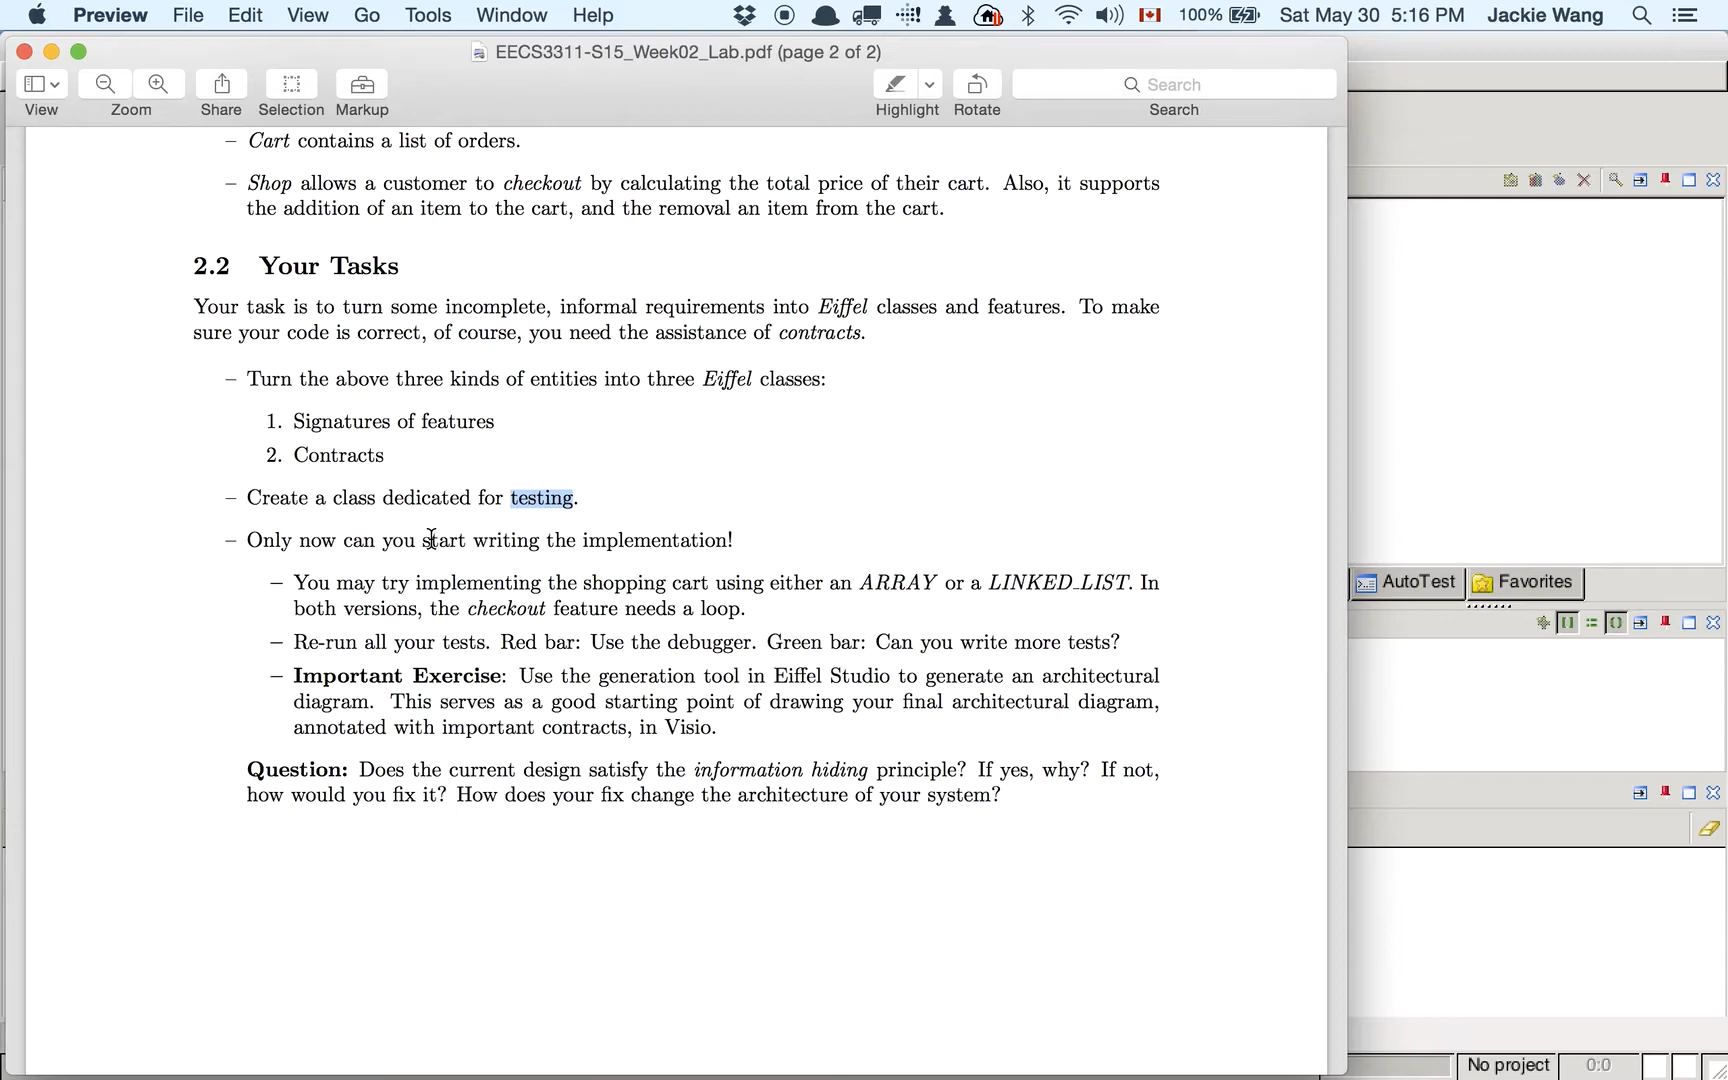 Preview File Edit View Go Tools Window Help 100% Sat May 30 5:16 PM Jackie Wang
EECS3311-S15_Week02_Lab.pdf (page 2 of 2)
Search
View Zoom Share Selection Markup Highlight Rotate Search
– Cart contains a list of orders.
– Shop allows a customer to checkout by calculating the total price of their cart. Also, it supports
the addition of an item to the cart, and the removal an item from the cart.
2.2 Your Tasks
Your task is to turn some incomplete, informal requirements into Eiffel classes and features. To make
sure your code is correct, of course, you need the assistance of contracts.
– Turn the above three kinds of entities into three Eiffel classes:
1. Signatures of features
2. Contracts
– Create a class dedicated for testing.
– Only now can you start writing the implementation!
– You may try implementing the shopping cart using either an ARRAY or a LINKED_LIST. In
both versions, the checkout feature needs a loop.
– Re-run all your tests. Red bar: Use the debugger. Green bar: Can you write more tests?
– Important Exercise: Use the generation tool in Eiffel Studio to generate an architectural
diagram. This serves as a good starting point of drawing your final architectural diagram,
annotated with important contracts, in Visio.
Question: Does the current design satisfy the information hiding principle? If yes, why? If not,
how would you fix it? How does your fix change the architecture of your system?
AutoTest Favorites
No project 0:0